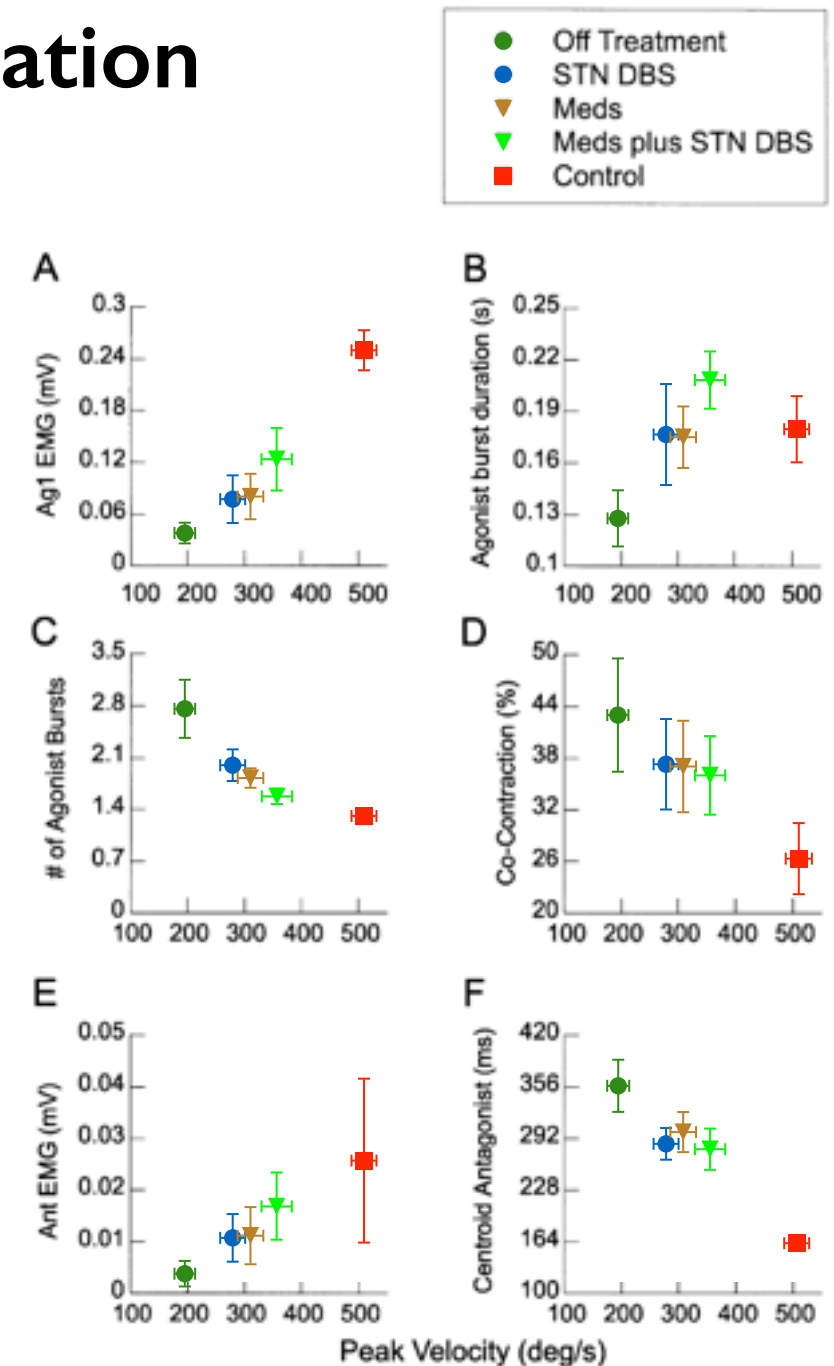 ation
Off Treatment
STN DBS
Meds
Meds plus STN DBS
Control
A
Ag1 EMG (mV)
0.3
0.24
0.18
0.12
0.06
0
100 200 300 400 500
B
Agonist burst duration (s)
0.25
0.22
0.19
0.16
0.13
0.1
100 200 300 400 500
C
# of Agonist Bursts
3.5
2.8
2.1
1.4
0.7
0
100 200 300 400 500
D
Co-Contraction (%)
50
44
38
32
26
20
100 200 300 400 500
E
Ant EMG (mV)
0.05
0.04
0.03
0.02
0.01
0
100 200 300 400 500
F
Centroid Antagonist (ms)
420
356
292
228
164
100
100 200 300 400 500
Peak Velocity (deg/s)